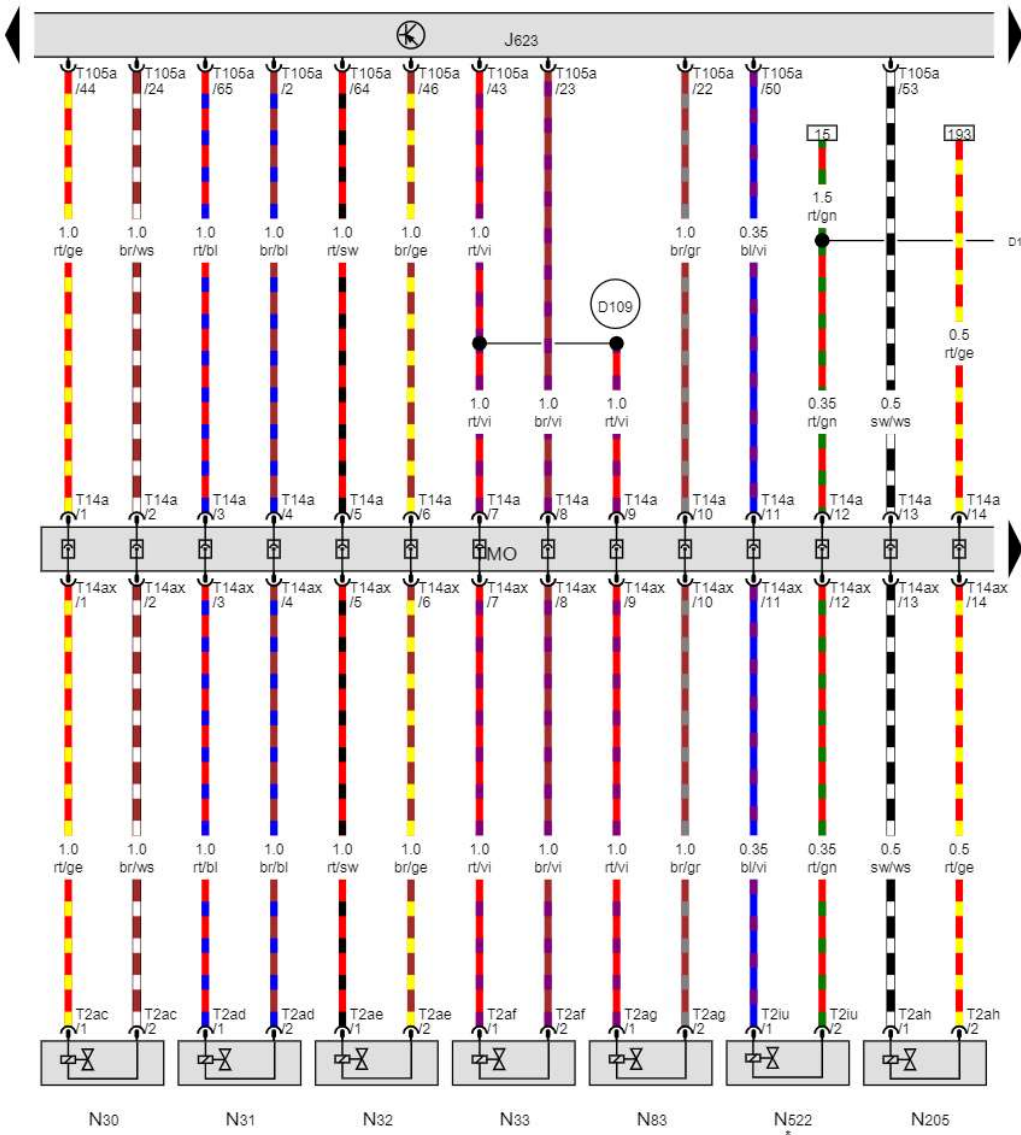 J623
T105a T105a T105a T105a T105a T105a T105a T105a T105a T105a T105a
/44 /24 /65 /2 /64 /46 /43 /23 /22 /50 /53
15 193
1.5
rt/gn
1.0 1.0 1.0 1.0 1.0 1.0 1.0 1.0 0.35
rt/ge br/ws rt/bl br/bl rt/sw br/ge rt/vi br/gr bl/vi
D1
D109
0.5
rt/ge
1.0 1.0 1.0 0.35 0.5
rt/vi br/vi rt/vi rt/gn sw/ws
T14a T14a T14a T14a T14a T14a T14a T14a T14a T14a T14a T14a T14a T14a
/1 /2 /3 /4 /5 /6 /7 /8 /9 /10 /11 /12 /13 /14
TMO
T14ax T14ax T14ax T14ax T14ax T14ax T14ax T14ax T14ax T14ax T14ax T14ax T14ax T14ax
/1 /2 /3 /4 /5 /6 /7 /8 /9 /10 /11 /12 /13 /14
1.0 1.0 1.0 1.0 1.0 1.0 1.0 1.0 1.0 1.0 0.35 0.35 0.5 0.5
rt/ge br/ws rt/bl br/bl rt/sw br/ge rt/vi br/vi rt/vi br/gr bl/vi rt/gn sw/ws rt/ge
T2ac T2ac T2ad T2ad T2ae T2ae T2af T2af T2ag T2ag T2iu T2iu T2ah T2ah
/1 /2 /1 /2 /1 /2 /1 /2 /1 /2 /1 /2 /1 /2
N30 N31 N32 N33 N83 N522 N205
*